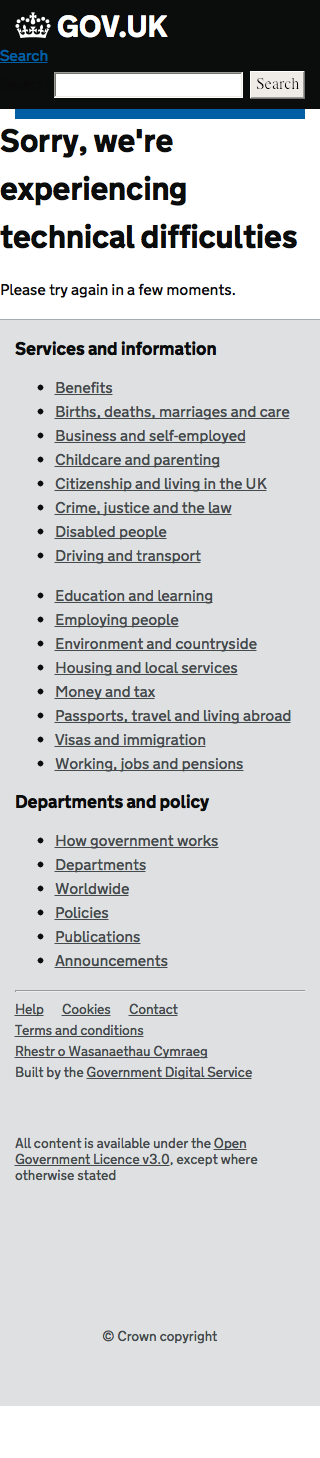 GOV.UK
Search
Search
Sorry, we're
experiencing
technical difficulties
Please try again in a few moments.
Services and information
Benefits
Births, deaths, marriages and care
Business and self-employed
Childcare and parenting
Citizenship and living in the UK
Crime, justice and the law
Disabled people
Driving and transport
Education and learning
Employing people
Environment and countryside
Housing and local services
Money and tax
Passports, travel and living abroad
Visas and immigration
Working, jobs and pensions
Departments and policy
How government works
Departments
Worldwide
Policies
Publications
Announcements
Help Cookies Contact
Terms and conditions
Rhestr o Wasanaethau Cymraeg
Built by the Government Digital Service
All content is available under the Open
Government Licence v3.0, except where
otherwise stated
© Crown copyright